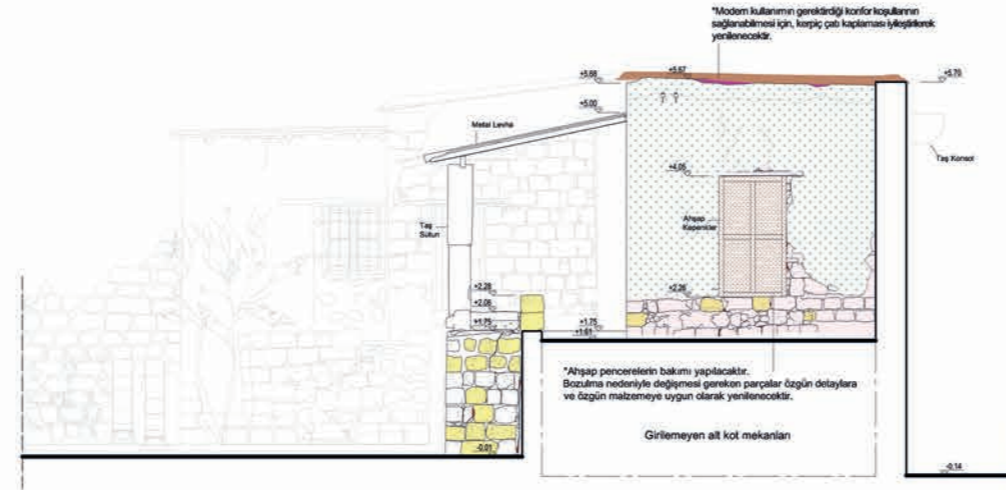 *Modern kullanımın gerektirdiği konfor koşullarının
sağlanabilmesi için, kerpiç çatı kaplaması iyileştirilerek
yenilenecektir.
+5.68
+5.67
+5.70
+5.00
Metal Levha
Taş Konsol
+4.05
Ahşap
Kepenkler
Taş
Sütun
+2.28
+2.26
+2.08
+1.75
+1.75
+1.61
*Ahşap pencerelerin bakımı yapılacaktır.
Bozulma nedeniyle değişmesi gereken parçalar özgün detaylara
ve özgün malzemeye uygun olarak yenilenecektir.
Girilemeyen alt kot mekanları
-0.01
-0.14